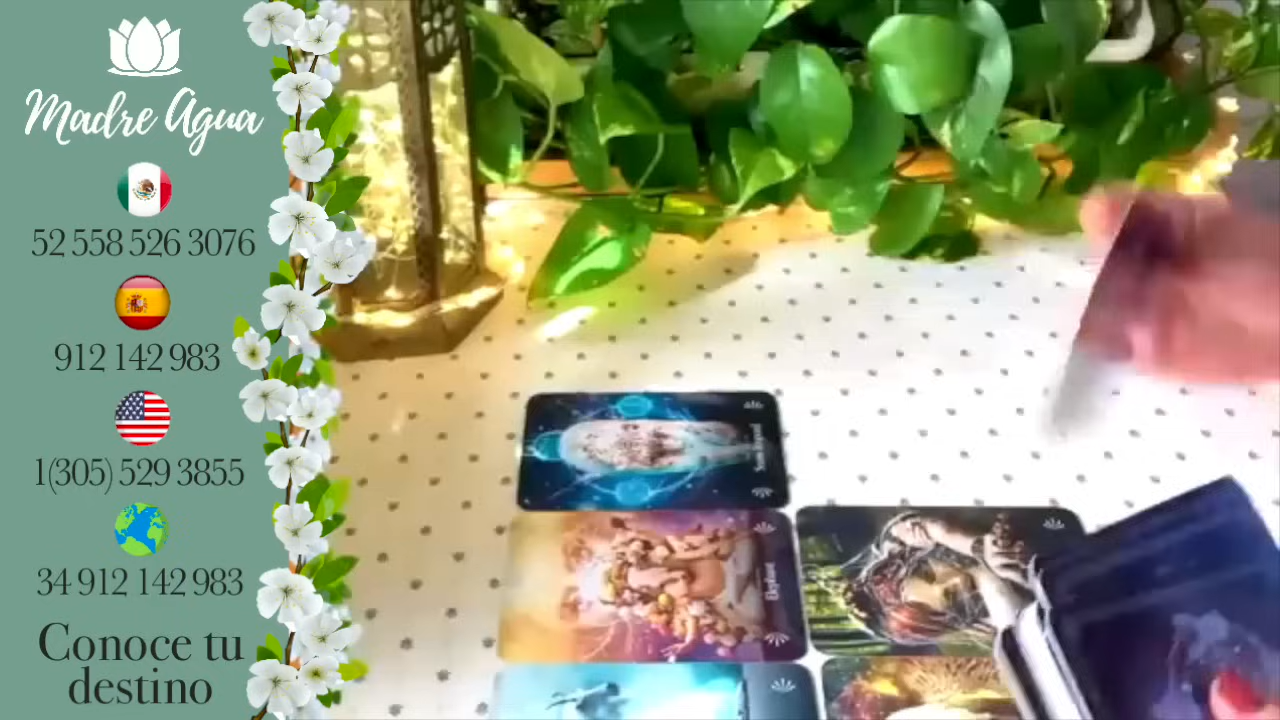 Madre Agua
52 558 526 3076
912 142 983
1(305) 529 3855
34 912 142 983
Conoce tu
destino
Elephant